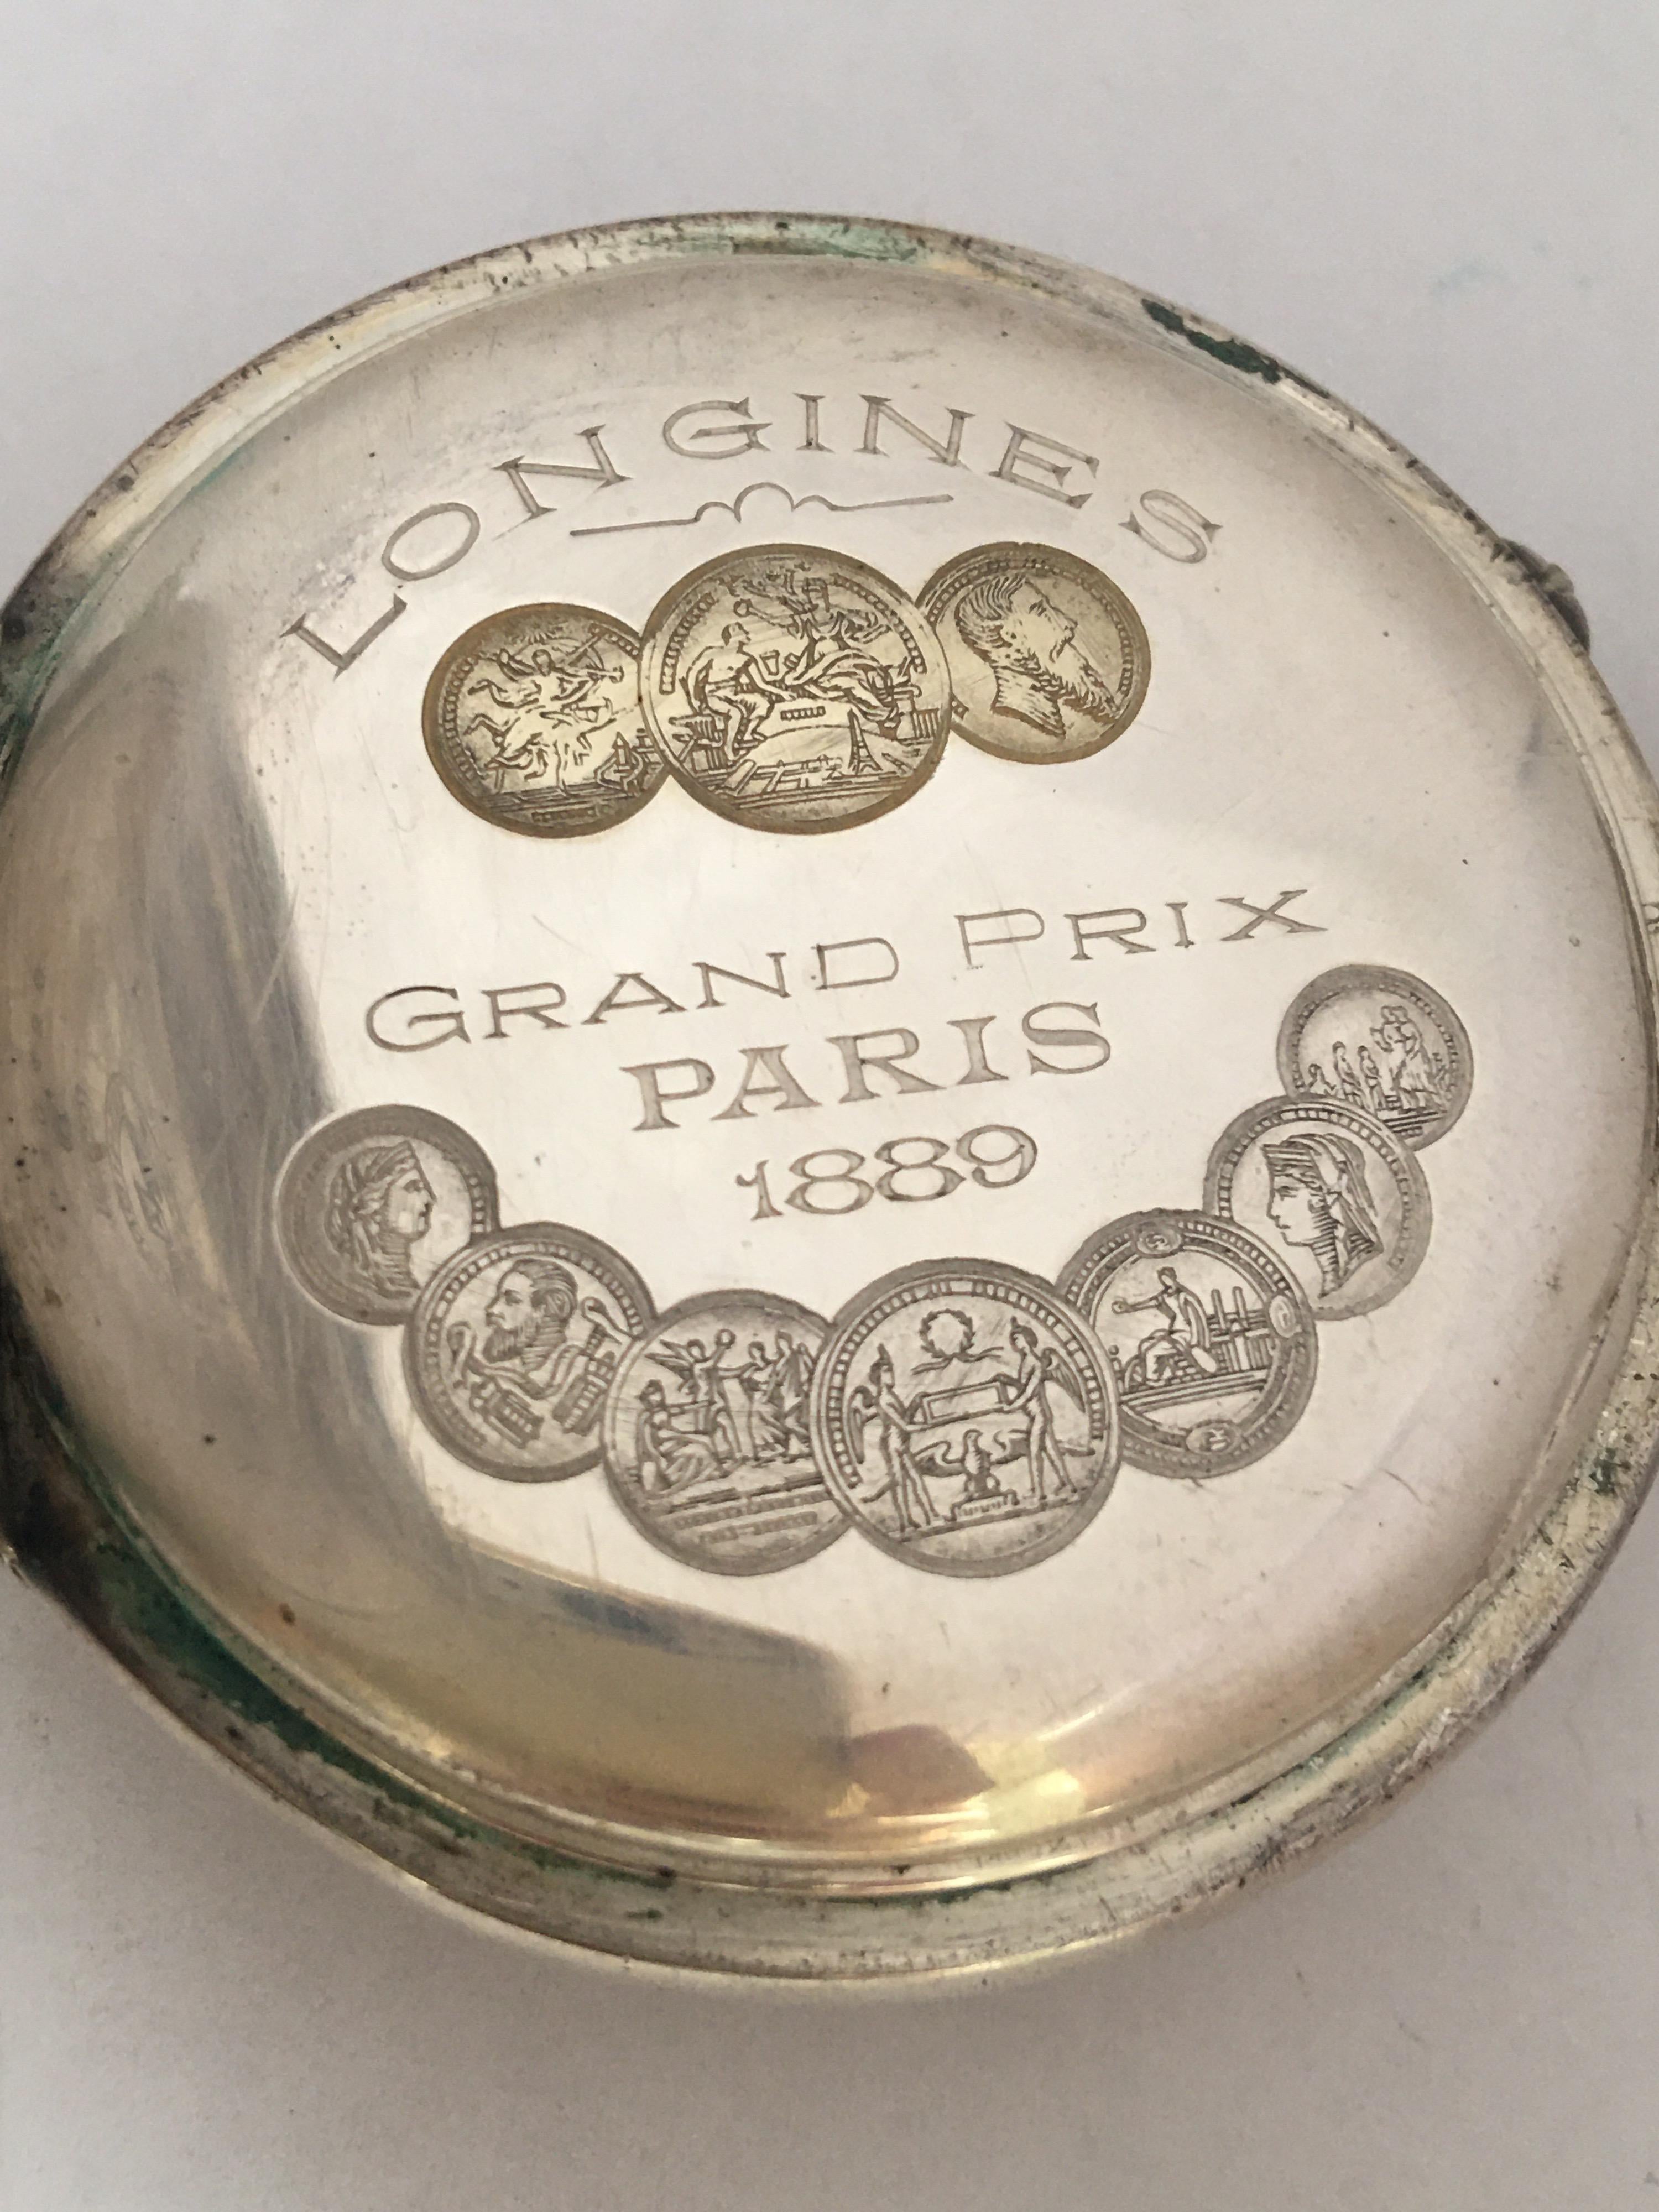 LONGINES
GRAND PRIX
PARIS
1889